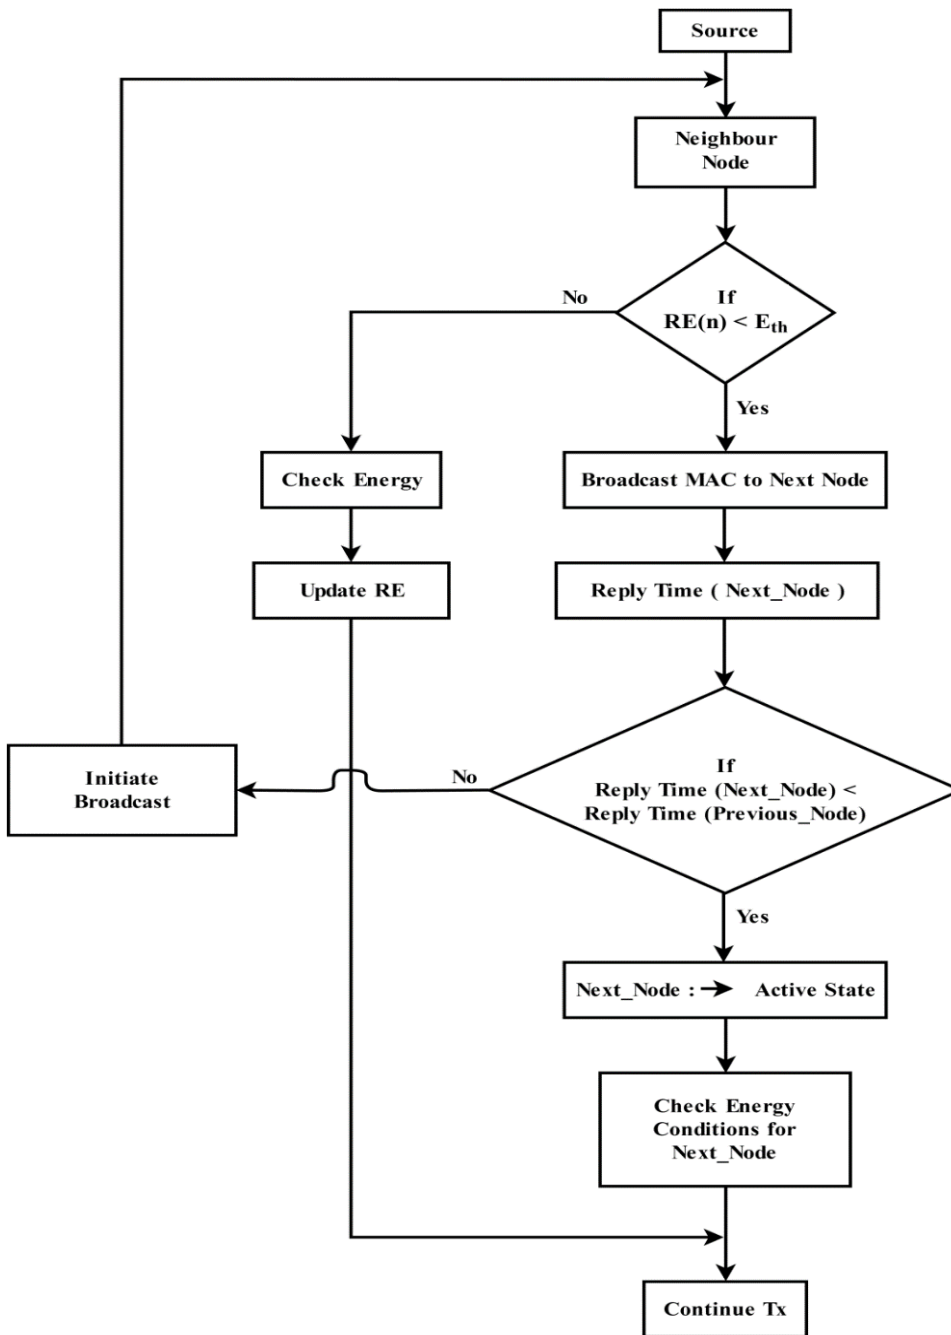 Source
Neighbour
Node
If
RE(n) < Eth
No
Yes
Check Energy
Broadcast MAC to Next Node
Update RE
Reply Time ( Next_Node )
If
Reply Time (Next_Node) <
Reply Time (Previous_Node)
No
Initiate
Broadcast
Yes
Next_Node : → Active State
Check Energy
Conditions for
Next_Node
Continue Tx